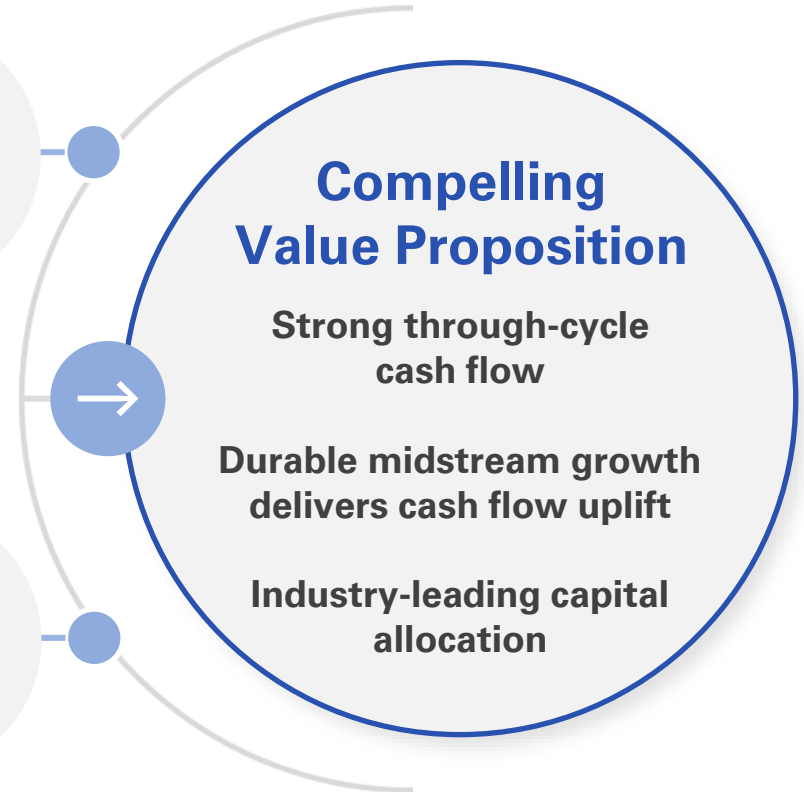 Compelling
Value Proposition
Strong through-cycle
cash flow
Durable midstream growth
delivers cash flow uplift
Industry-leading capital
allocation